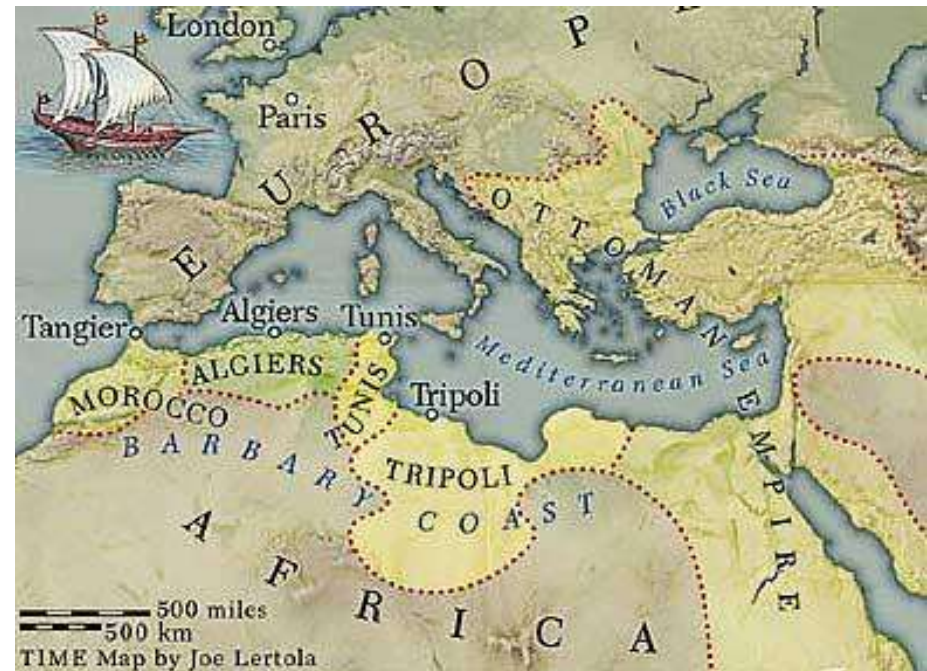 London
Paris
EUROPE
Black Sea
OTTOMAN EMPIRE
Tangier
Algiers
Tunis
Mediterranean Sea
ALGIERS
MOROCCO
TUNIS
Tripoli
TRIPOLI
BARBARY COAST
AFRICA
500 miles
500 km
TIME Map by Joe Lertola